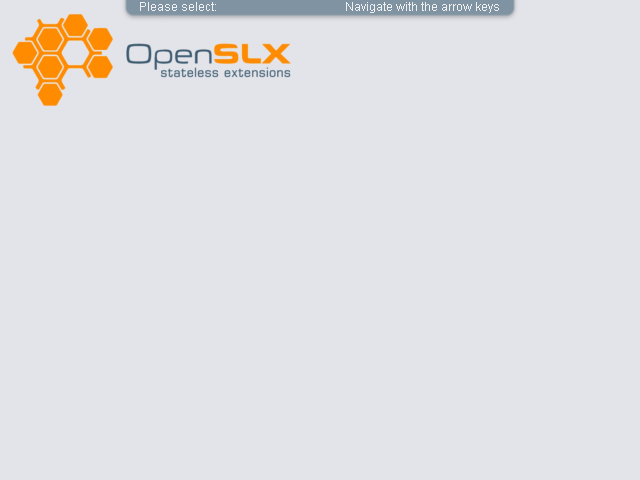 Please select: Navigate with the arrow keys
OpenSLX
stateless extensions